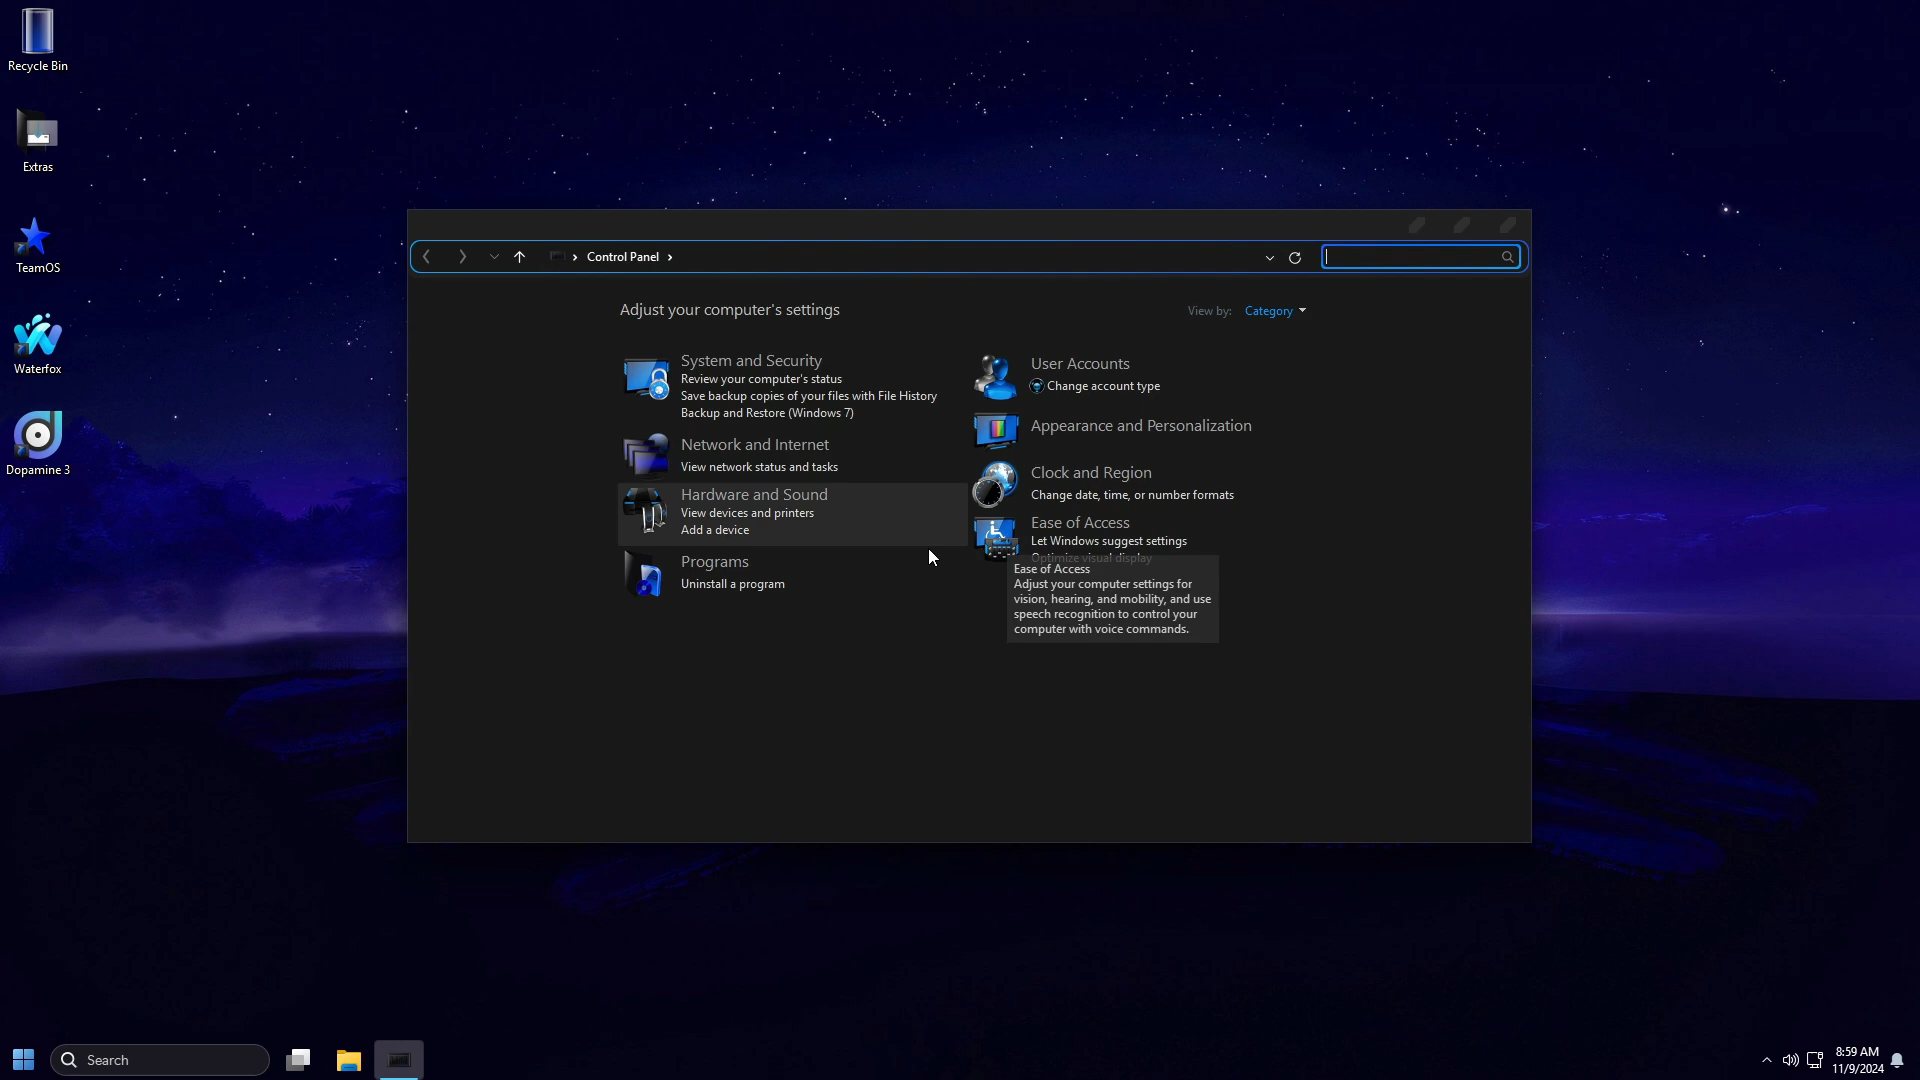 Recycle Bin
Extras
TeamOS
Waterfox
Dopamine 3
Control Panel
Adjust your computer's settings
View by: Category
System and Security
Review your computer's status
Save backup copies of your files with File History
Backup and Restore (Windows 7)
Network and Internet
View network status and tasks
Hardware and Sound
View devices and printers
Add a device
Programs
Uninstall a program
User Accounts
Change account type
Appearance and Personalization
Clock and Region
Change date, time, or number formats
Ease of Access
Let Windows suggest settings
Optimize visual display
Ease of Access
Adjust your computer settings for
vision, hearing, and mobility, and use
speech recognition to control your
computer with voice commands.
Search
8:59 AM
11/9/2024